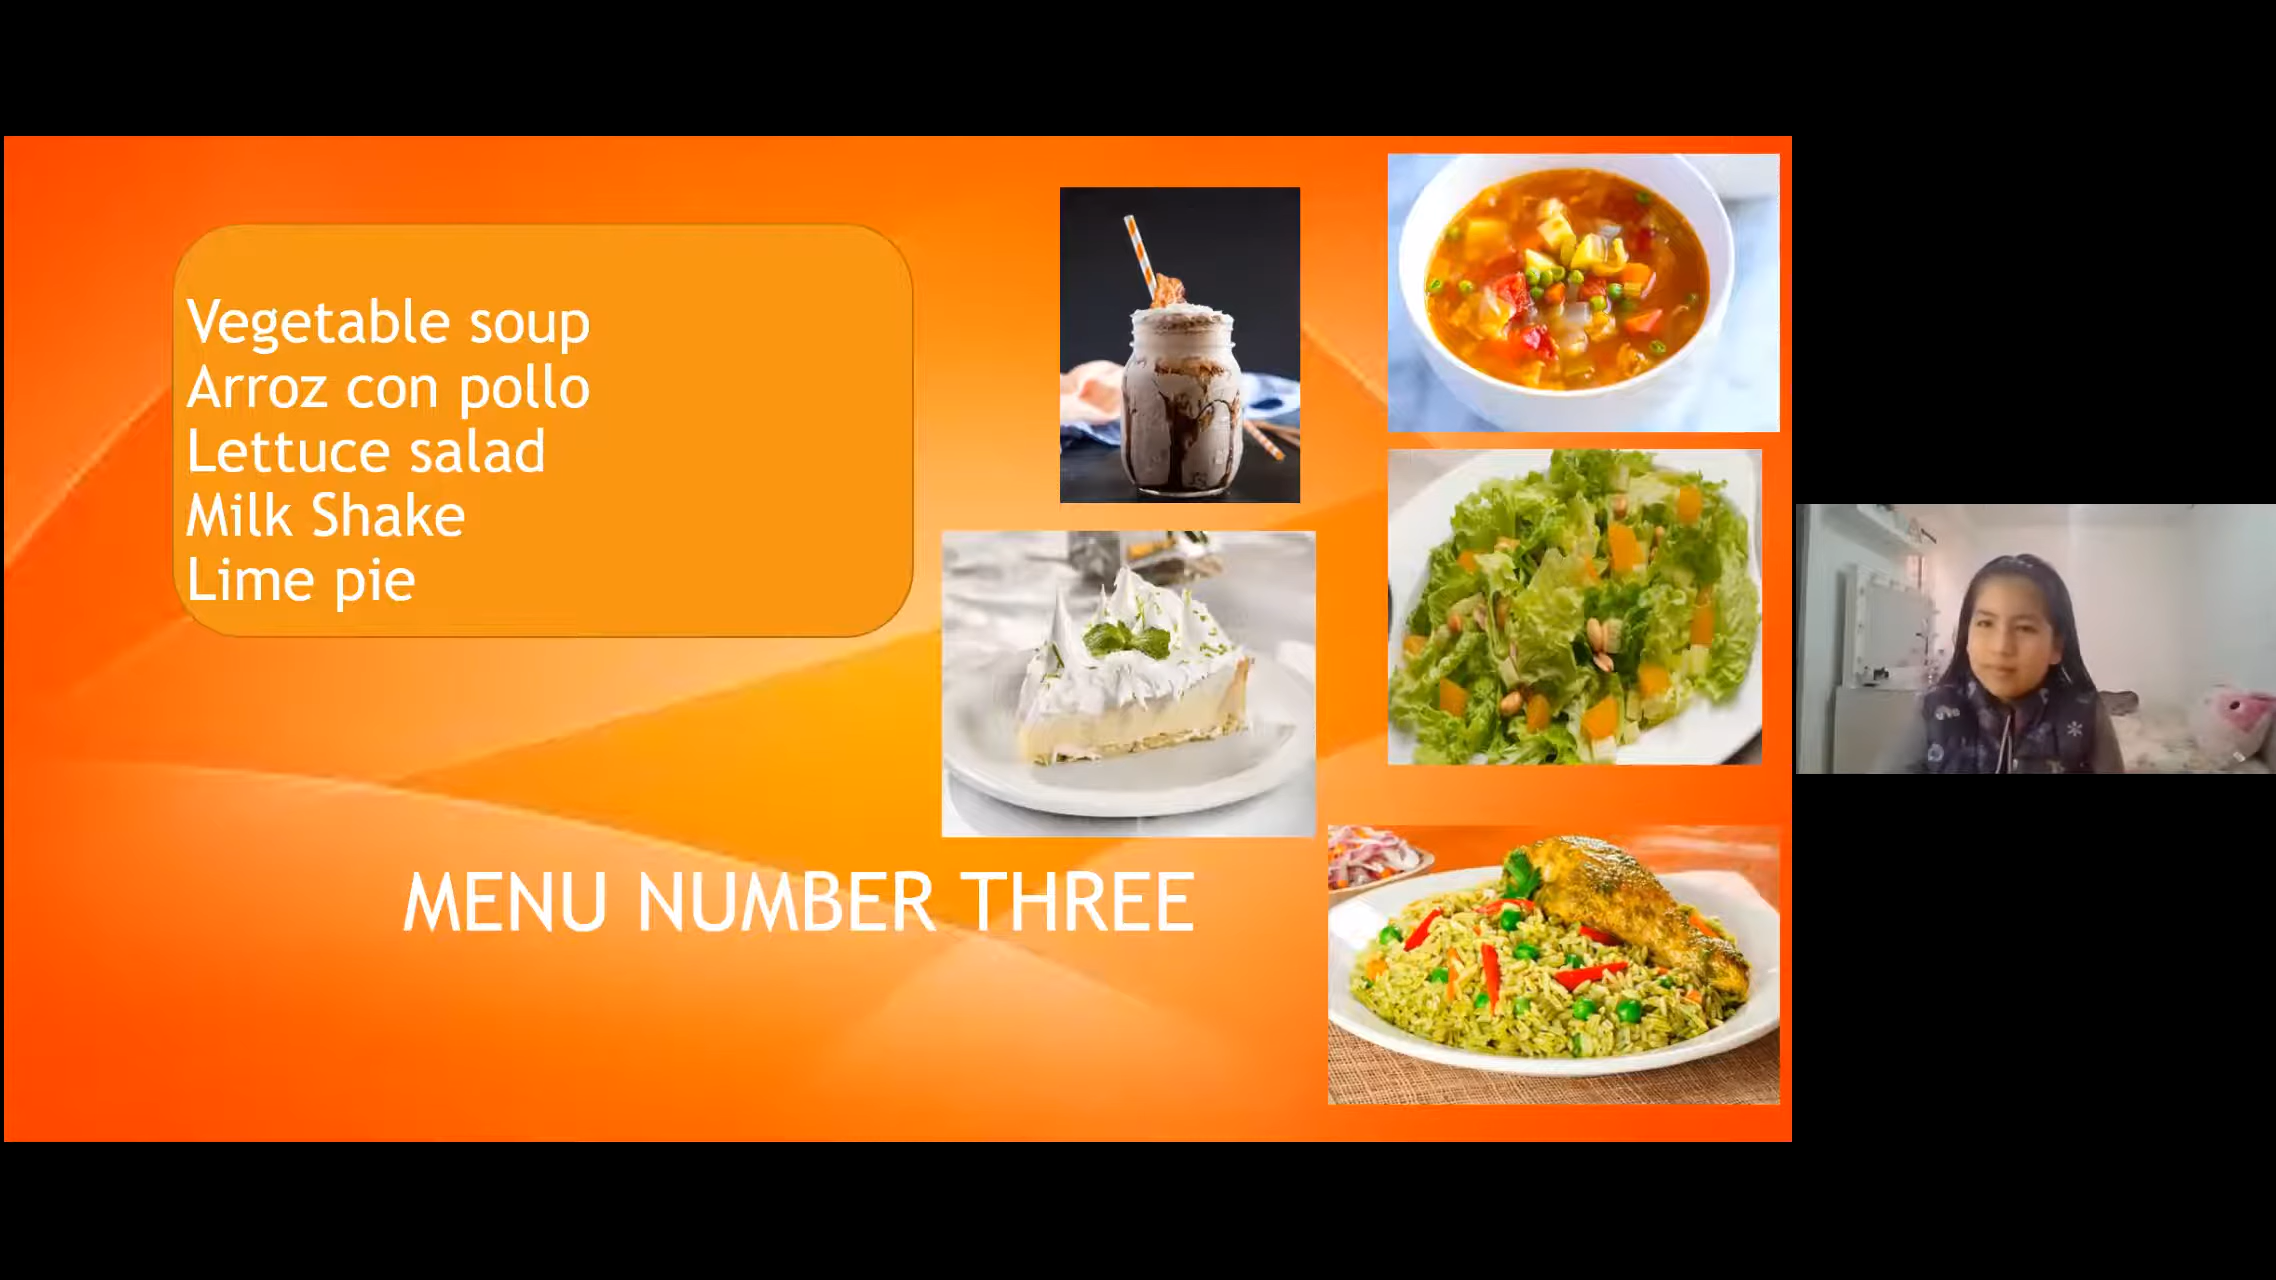 Vegetable soup
Arroz con pollo
Lettuce salad
Milk Shake
Lime pie
MENU NUMBER THREE